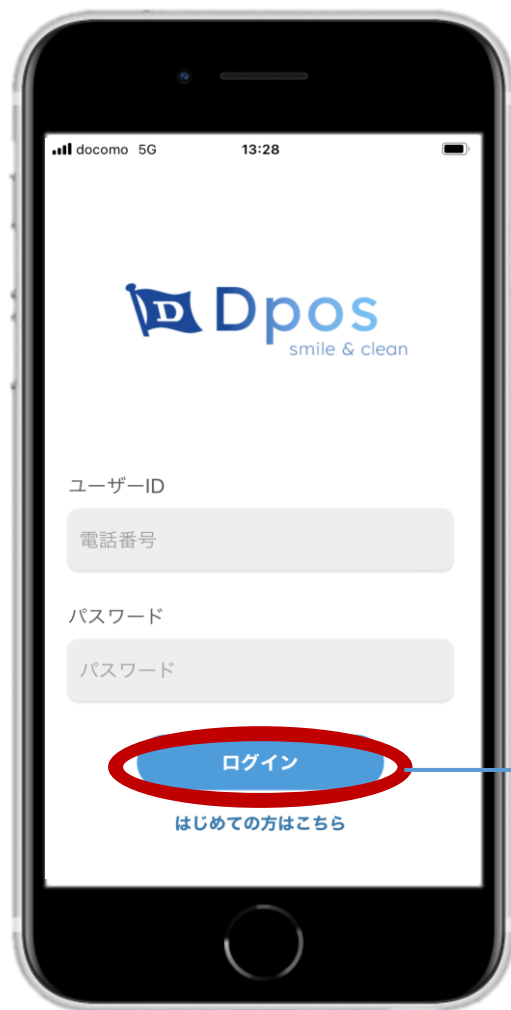 docomo 5G 13:28
D Dpos
smile & clean
ユーザーID
電話番号
パスワード
パスワード
ログイン
はじめての方はこちら